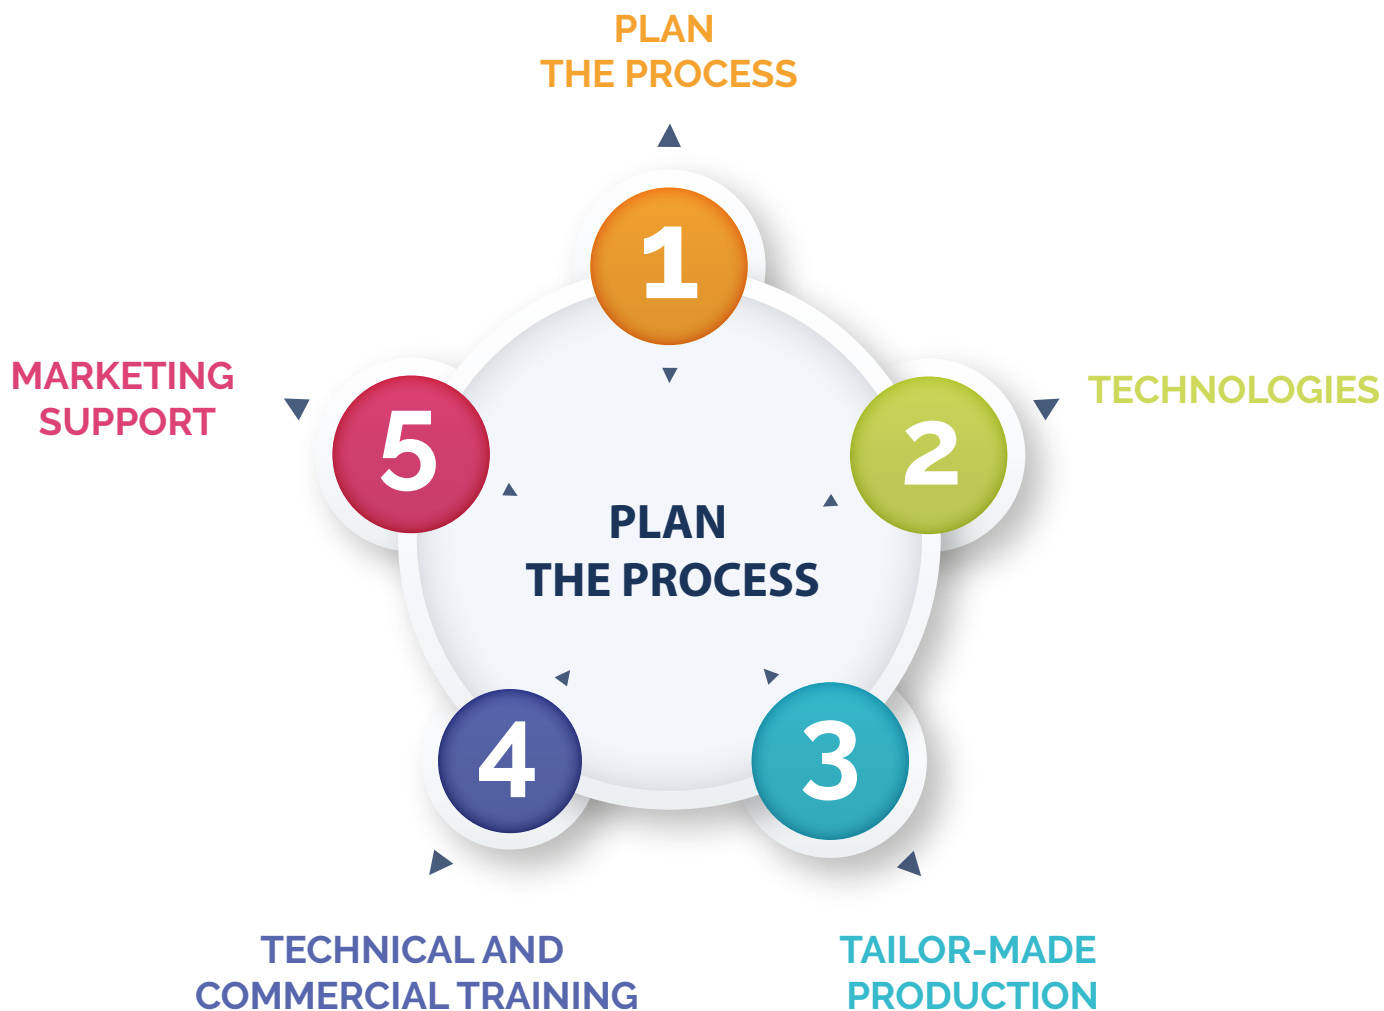 PLAN
THE PROCESS
1
MARKETING
SUPPORT
5
2
TECHNOLOGIES
PLAN
THE PROCESS
4
3
TECHNICAL AND
COMMERCIAL TRAINING
TAILOR-MADE
PRODUCTION